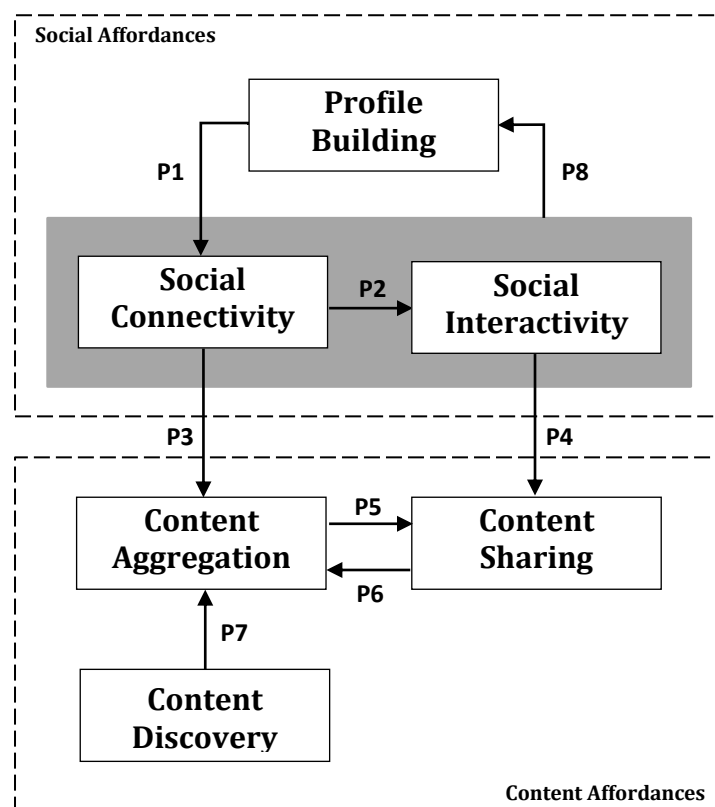 Social Affordances
Profile
Building
P1
P8
Social
Connectivity
P2
Social
Interactivity
P3
P4
Content
Aggregation
P5
Content
Sharing
P6
P7
Content
Discovery
Content Affordances